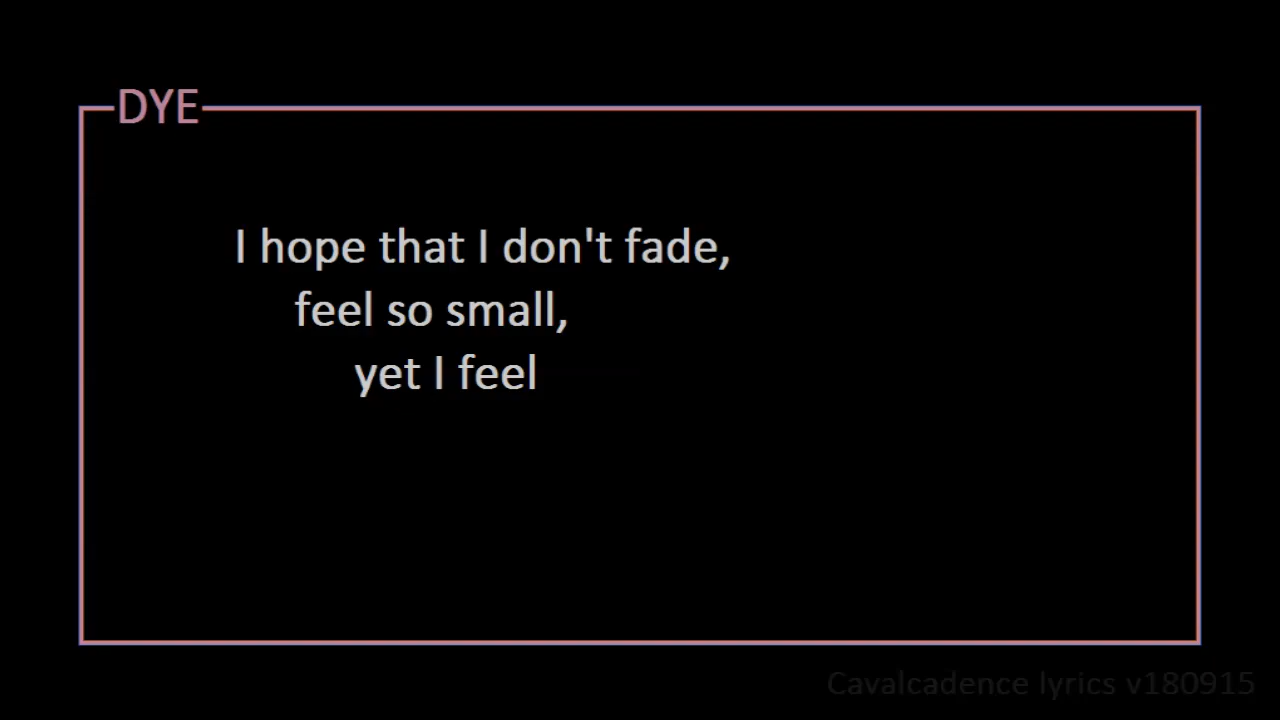 DYE
I hope that I don't fade,
feel so small,
yet I feel
Cavalcadence lyrics v180915